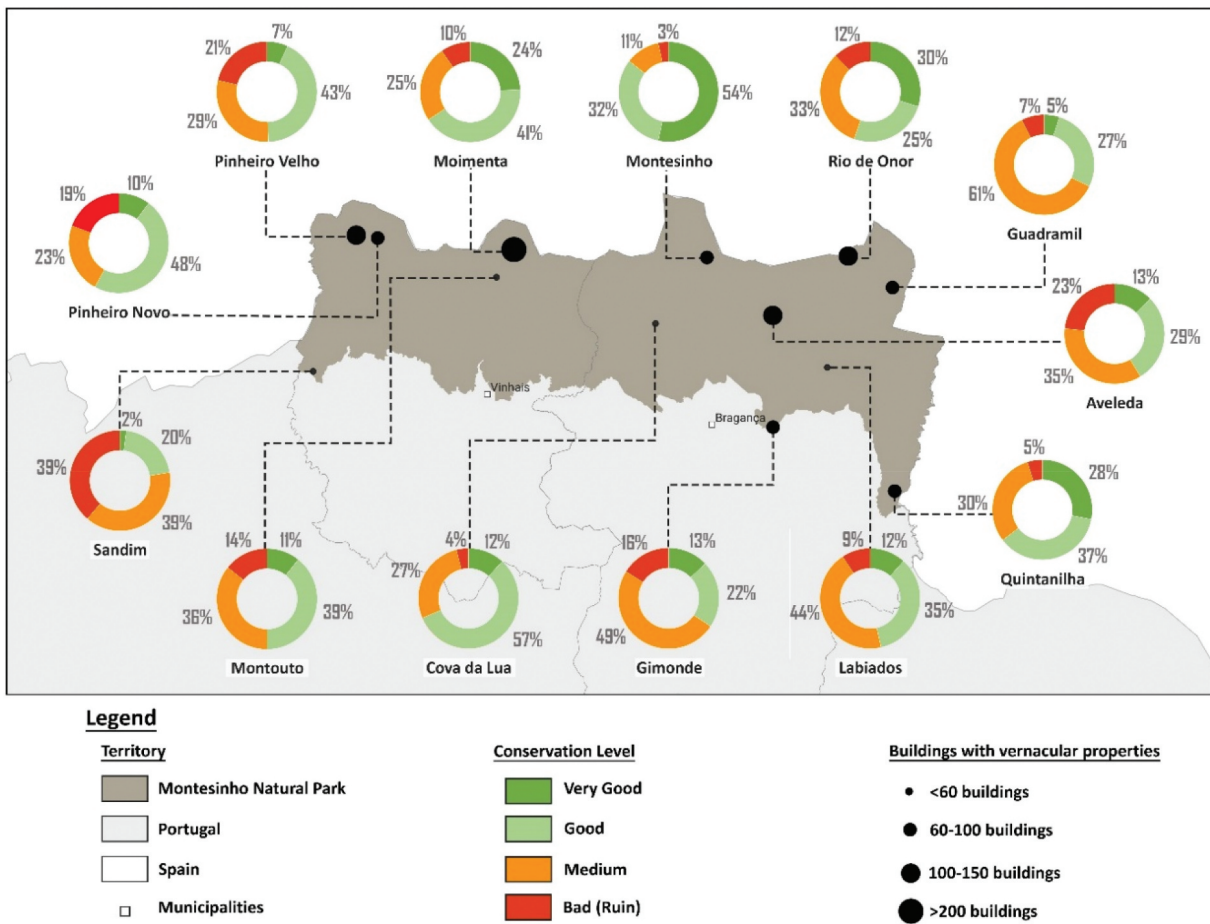 21%
7%
43%
29%
Pinheiro Velho
10%
24%
25%
41%
Moimenta
3%
11%
54%
32%
Montesinho
12%
30%
33%
25%
Rio de Onor
7%
5%
27%
61%
Guadramil
19%
10%
23%
48%
Pinheiro Novo
23%
13%
29%
35%
Aveleda
Vinhais
Bragança
2%
20%
39%
39%
Sandim
5%
28%
30%
37%
Quintanilha
14%
11%
36%
39%
Montouto
4%
12%
27%
57%
Cova da Lua
16%
13%
22%
49%
Gimonde
9%
12%
44%
35%
Labiados
Legend
Territory
Montesinho Natural Park
Portugal
Spain
Municipalities
Conservation Level
Very Good
Good
Medium
Bad (Ruin)
Buildings with vernacular properties
<60 buildings
60-100 buildings
100-150 buildings
>200 buildings